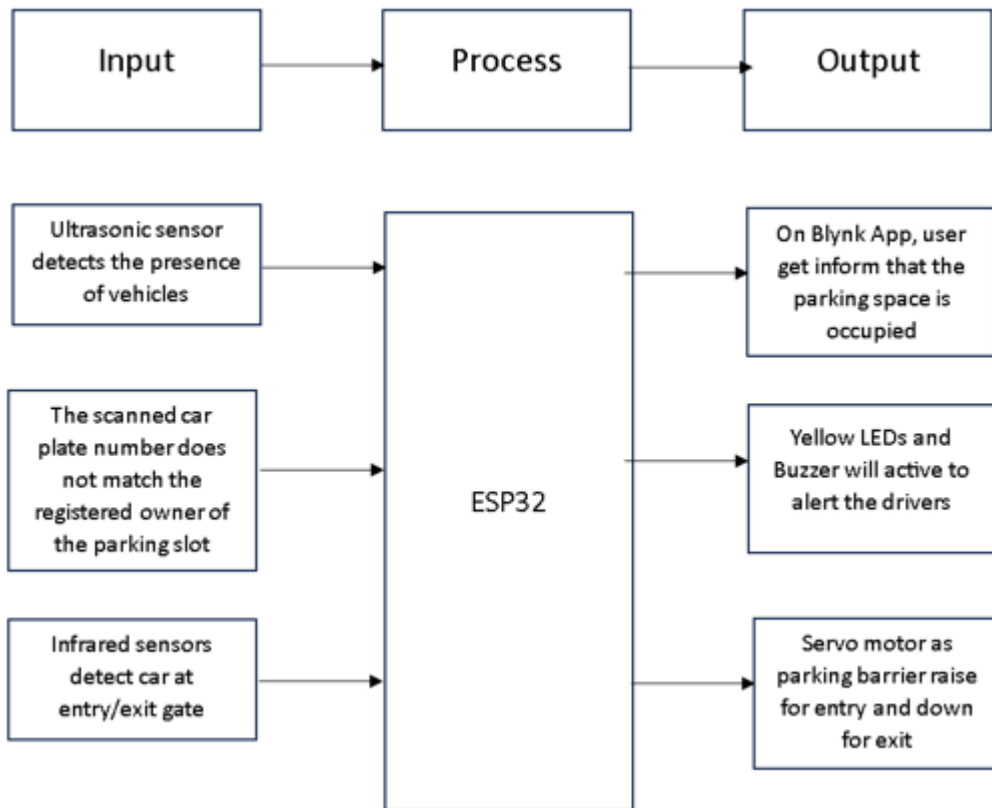 Input
Process
Output
Ultrasonic sensor
detects the presence
of vehicles
The scanned car
plate number does
not match the
registered owner of
the parking slot
Infrared sensors
detect car at
entry/exit gate
ESP32
On Blynk App, user
get inform that the
parking space is
occupied
Yellow LEDs and
Buzzer will active to
alert the drivers
Servo motor as
parking barrier raise
for entry and down
for exit